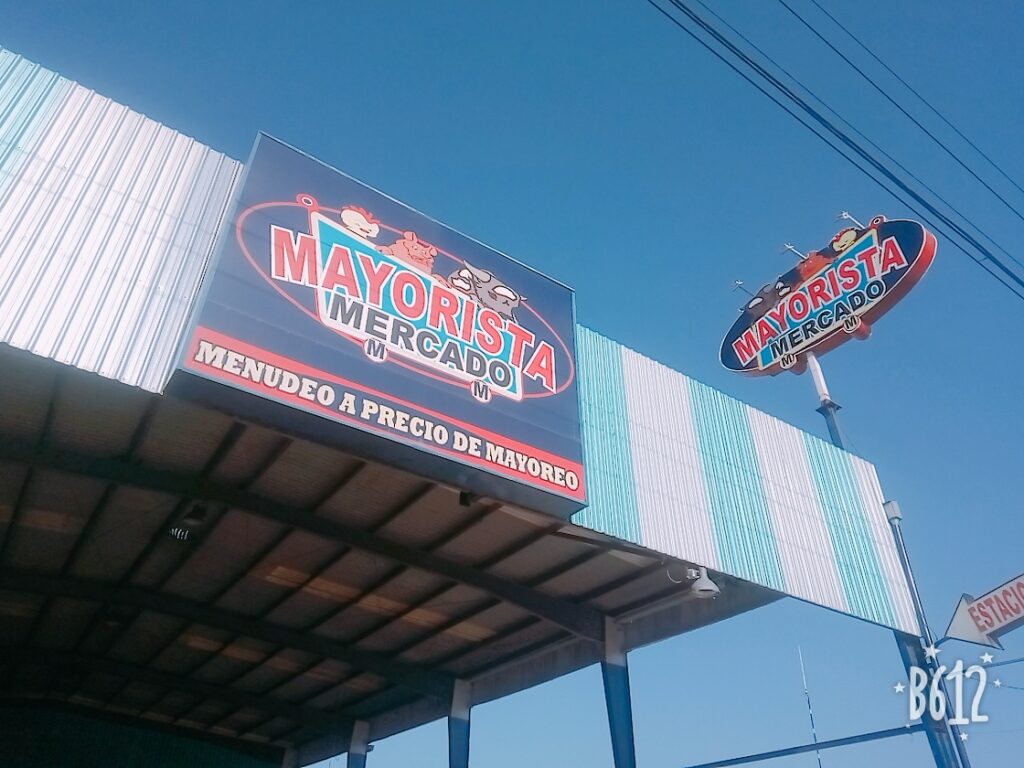 MAYORISTA
MERCADO
M M
MENUDEO A PRECIO DE MAYOREO
MAYORISTA
MERCADO
M M
B612